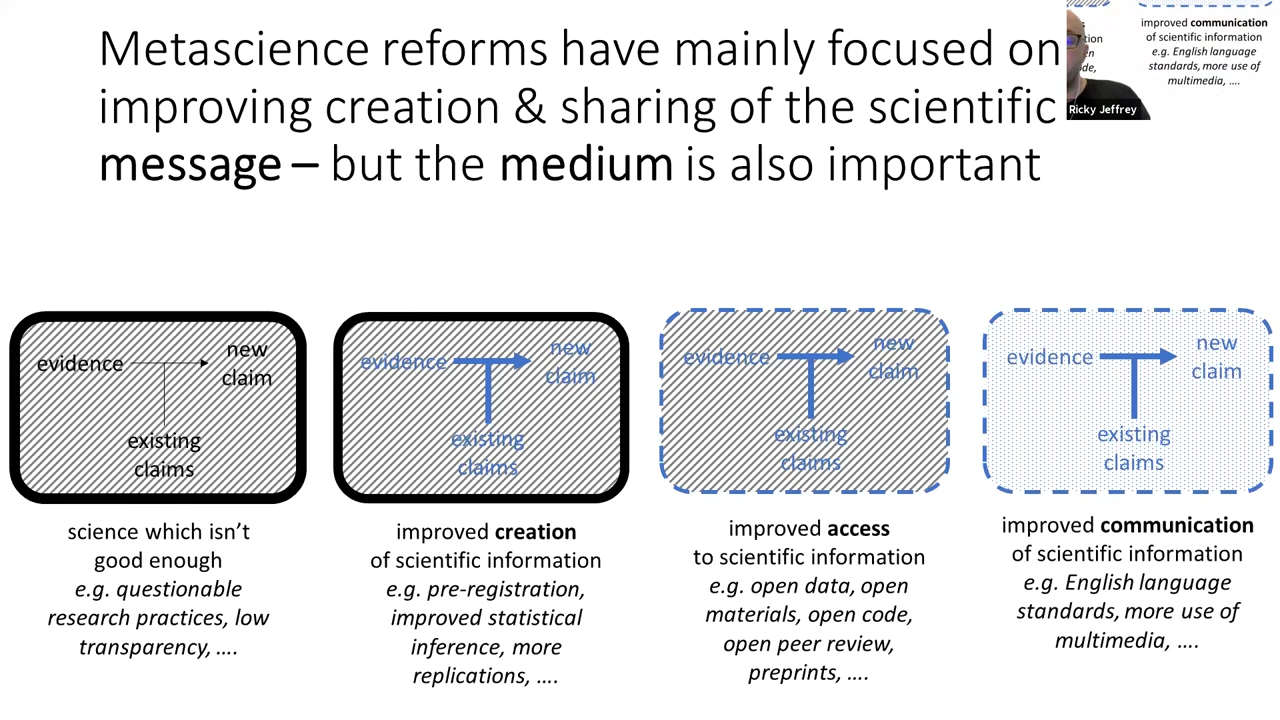 Metascience reforms have mainly focused on
improving creation & sharing of the scientific
message – but the medium is also important
improved communication
of scientific information
e.g. English language
standards, more use of
multimedia, ....
Ricky Jeffrey
evidence
new
claim
existing
claims
science which isn't
good enough
e.g. questionable
research practices, low
transparency, ....
evidence
new
claim
existing
claims
improved creation
of scientific information
e.g. pre-registration,
improved statistical
inference, more
replications, ....
evidence
new
claim
existing
claims
improved access
to scientific information
e.g. open data, open
materials, open code,
open peer review,
preprints, ....
evidence
new
claim
existing
claims
improved communication
of scientific information
e.g. English language
standards, more use of
multimedia, ....